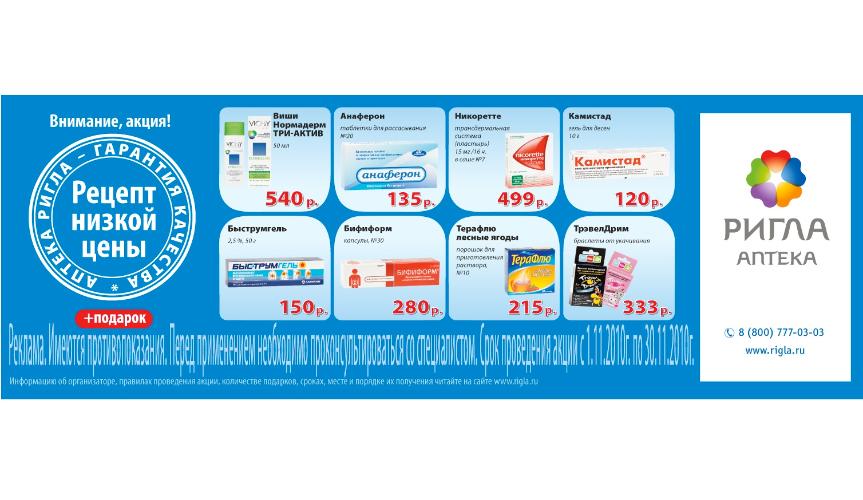 Внимание, акция!
АПТЕКА РИГЛА – ГАРАНТИЯ КАЧЕСТВА *
Рецепт
низкой
цены
+подарок
Виши
Нормадерм
ТРИ-АКТИВ
50 мл
VICHY
540 р.
Анаферон
таблетки для рассасывания
№20
анаферон
135 р.
Никоретте
трансдермальная
система
(пластырь)
15 мг/16 ч.
в саше №7
nicorette
499 р.
Камистад
гель для десен
10 г
Камистад®
120 р.
Быструмгель
2,5 %, 50 г
БЫСТРУМГЕЛЬ
150 р.
Бифиформ
капсулы, №30
БИФИФОРМ®
280 р.
Терафлю
лесные ягоды
порошок для
приготовления
раствора,
№10
ТераФлю
215 р.
ТрэвелДрим
браслеты от укачивания
333 р.
РИГЛА
АПТЕКА
8 (800) 777-03-03
www.rigla.ru
Реклама. Имеются противопоказания. Перед применением необходимо проконсультироваться со специалистом. Срок проведения акции с 1.11.2010г. по 30.11.2010г.
Информацию об организаторе, правилах проведения акции, количестве подарков, сроках, месте и порядке их получения читайте на сайте www.rigla.ru